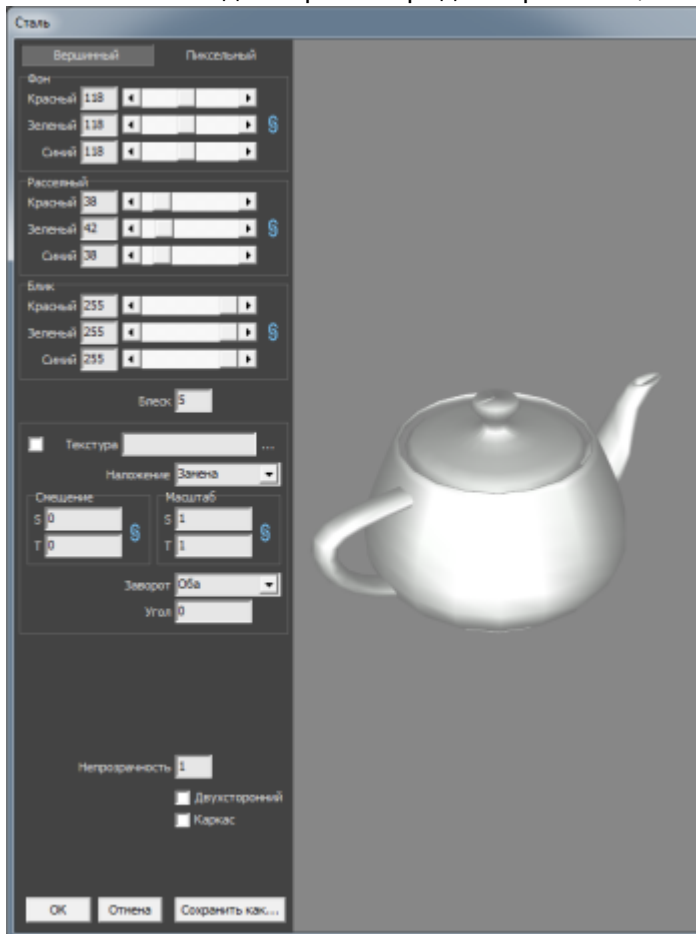 Сталь
Вершинный Пиксельный
Фон
Красный 118
Зеленый 118
Синий 118
Рассеяный
Красный 38
Зеленый 42
Синий 38
Блик
Красный 255
Зеленый 255
Синий 255
Блеск 5
Текстура ...
Наложение Замена
Смещение Масштаб
S 0 S 1
T 0 T 1
Заворот Оба
Угол 0
Непрозрачность 1
Двухсторонний
Каркас
ОК Отмена Сохранить как...